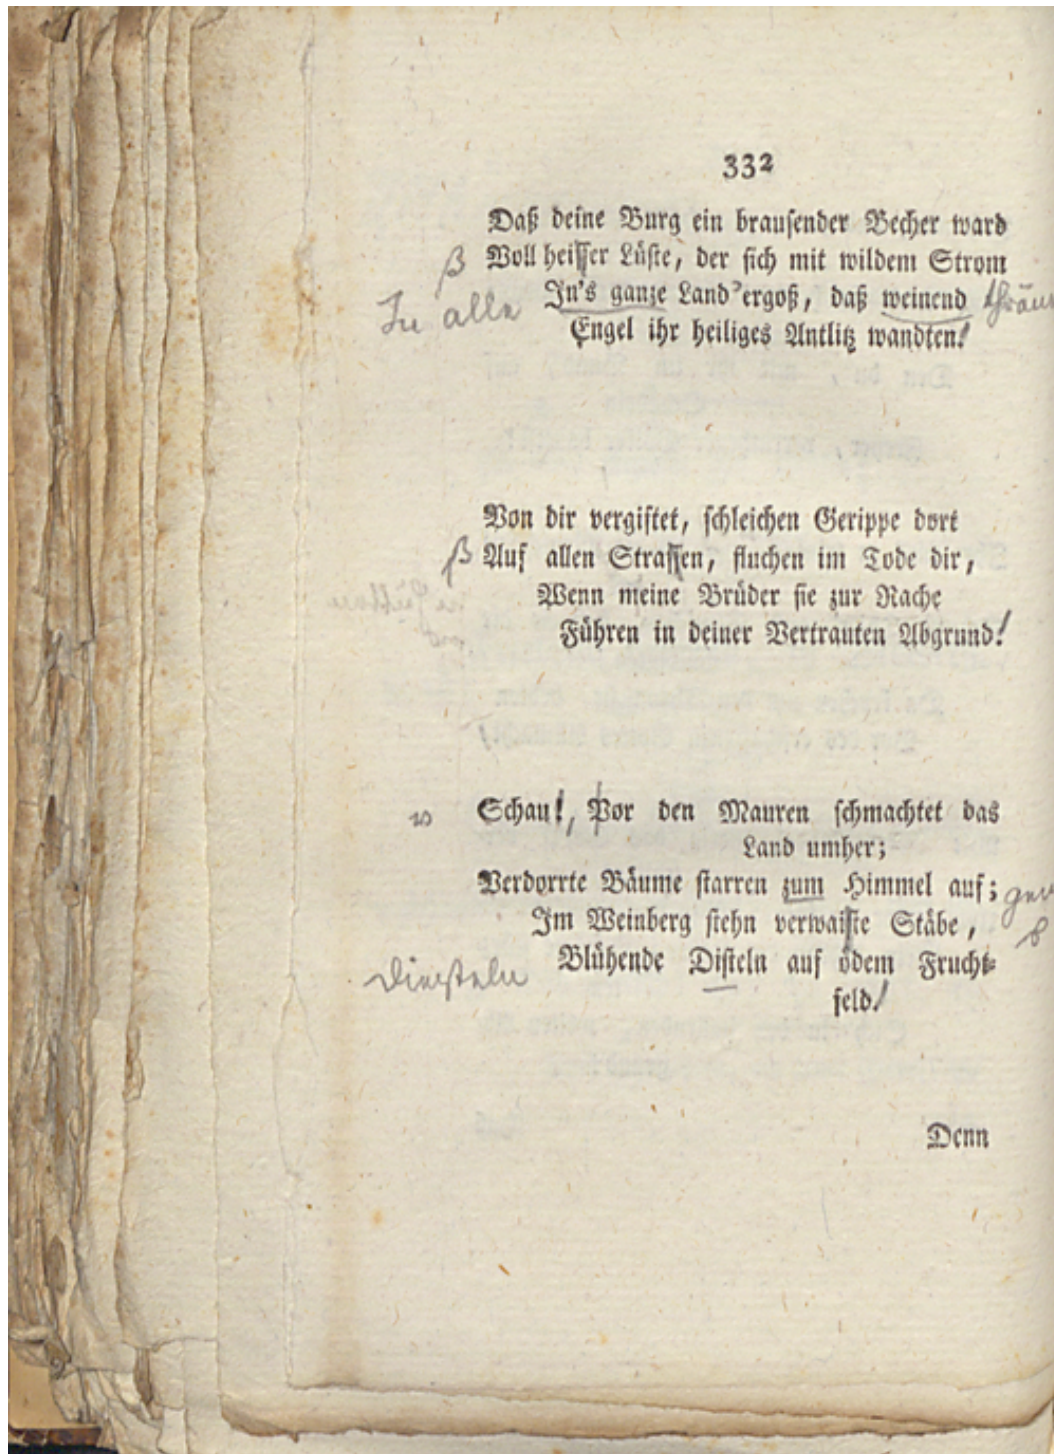 332
Daß deine Burg ein brausender Becher ward
ß Voll heisser Lüste, der sich mit wildem Strom
In alle In's ganze Land ergoß, daß weinend thrän
Engel ihr heiliges Antlitz wandten!
Von dir vergiftet, schleichen Gerippe dort
ß Auf allen Strassen, fluchen im Tode dir,
Wenn meine Brüder sie zur Rache
Führen in deiner Vertrauten Abgrund!
Schau!, Vor den Mauren schmachtet das
Land umher;
Verdorrte Bäume starren zum Himmel auf; gen
Im Weinberg stehn verwaiste Stäbe,
Diesteln Blühende Disteln auf ödem Frucht-
feld!
Denn